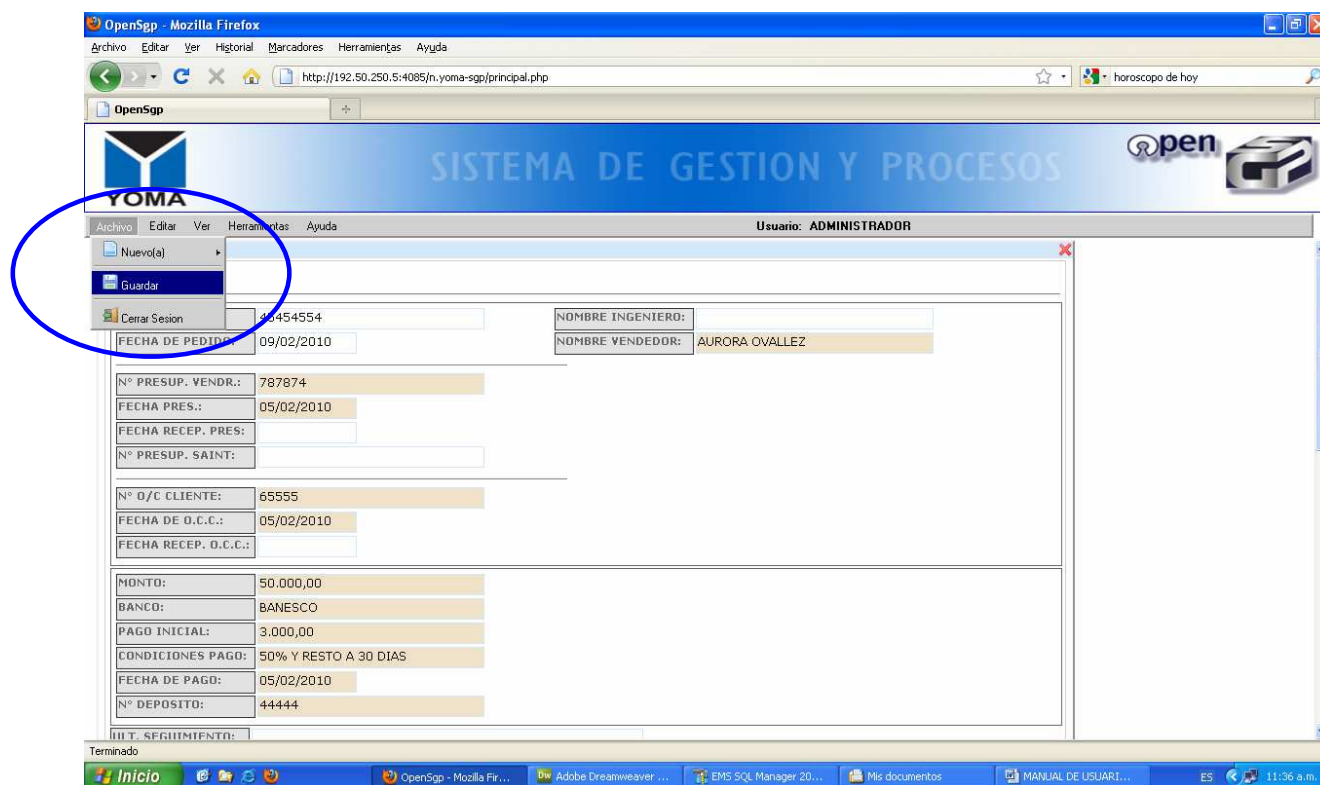 OpenSgp - Mozilla Firefox
Archivo Editar Ver Historial Marcadores Herramientas Ayuda
http://192.50.250.5:4085/n.yoma-sgp/principal.php horoscopo de hoy
OpenSgp
YOMA
SISTEMA DE GESTION Y PROCESOS
open
Archivo Editar Ver Herramientas Ayuda Usuario: ADMINISTRADOR
Nuevo(a)
Guardar
Cerrar Sesion
45454554 NOMBRE INGENIERO:
FECHA DE PEDIDO: 09/02/2010 NOMBRE VENDEDOR: AURORA OVALLEZ
N° PRESUP. VENDR.: 787874
FECHA PRES.: 05/02/2010
FECHA RECEP. PRES:
N° PRESUP. SAINT:
N° O/C CLIENTE: 65555
FECHA DE O.C.C.: 05/02/2010
FECHA RECEP. O.C.C.:
MONTO: 50.000,00
BANCO: BANESCO
PAGO INICIAL: 3.000,00
CONDICIONES PAGO: 50% Y RESTO A 30 DIAS
FECHA DE PAGO: 05/02/2010
N° DEPOSITO: 44444
ULT. SEGUIMIENTO:
Terminado
Inicio OpenSgp - Mozilla Fir... Adobe Dreamweaver ... EMS SQL Manager 20... Mis documentos MANUAL DE USUARI... ES 11:36 a.m.